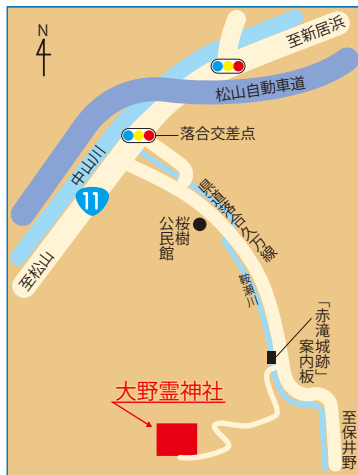 N
至新居浜
松山自動車道
落合交差点
中山川
11
至松山
県道落合久万線
桜樹
公民館
鞍瀬川
「赤滝城跡」
案内板
大野霊神社
至保井野